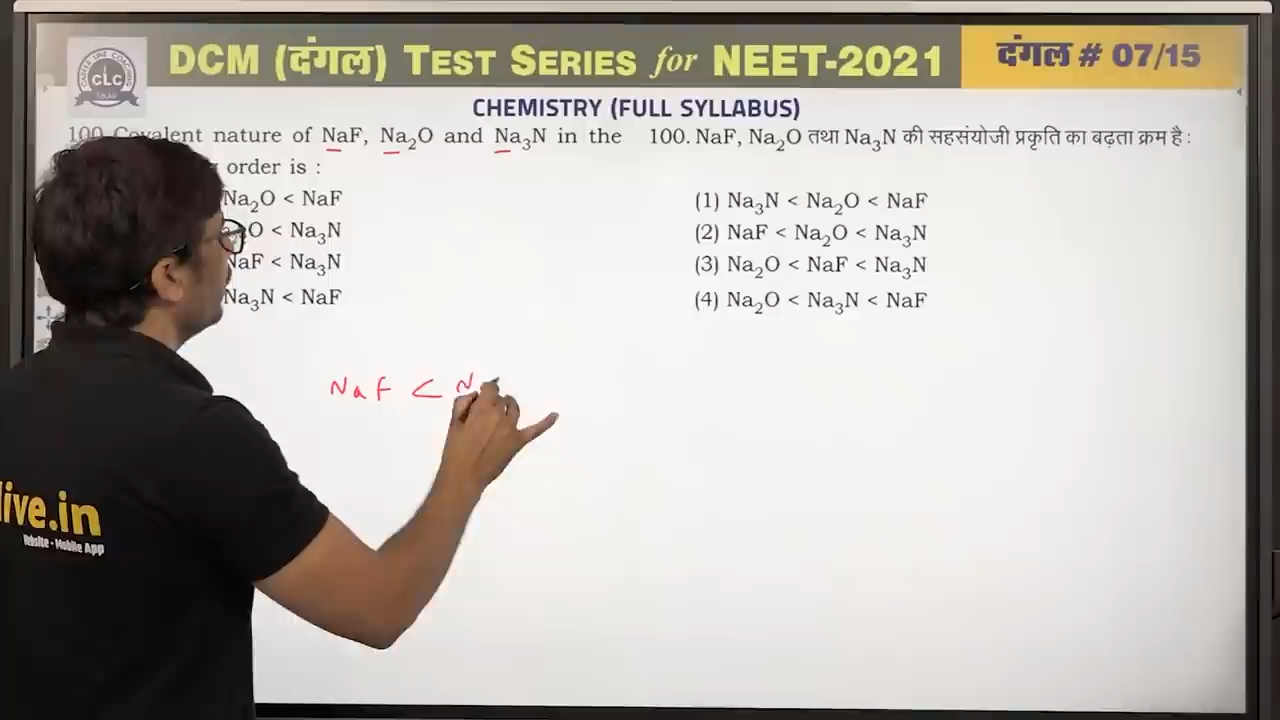 DCM (दंगल) TEST SERIES for NEET-2021
दंगल # 07/15
CLC
CHEMISTRY (FULL SYLLABUS)
100. Covalent nature of NaF, Na₂O and Na₃N in the
order is :
Na₂O < NaF
O < Na₃N
NaF < Na₃N
Na₃N < NaF
100. NaF, Na₂O तथा Na₃N की सहसंयोजी प्रकृति का बढ़ता क्रम है :
(1) Na₃N < Na₂O < NaF
(2) NaF < Na₂O < Na₃N
(3) Na₂O < NaF < Na₃N
(4) Na₂O < Na₃N < NaF
NaF < N
live.in
Website - Mobile App